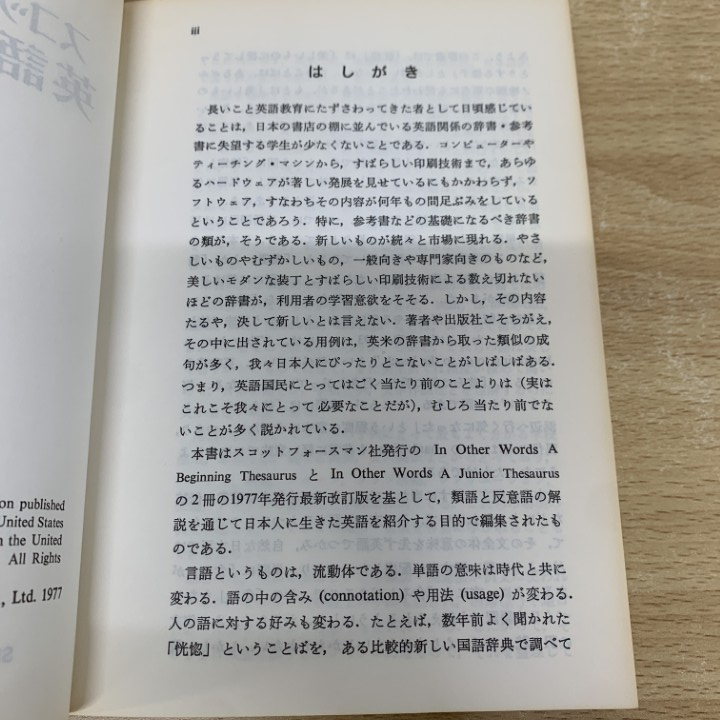 スコッ
英語
on published
United States
n the United
All Rights
, Ltd. 1977
iii
はしがき
長いこと英語教育にたずさわってきた者として日頃感じてい
ることは，日本の書店の棚に並んでいる英語関係の辞書・参考
書に失望する学生が少なくないことである．コンピューターや
ティーチング・マシンから，すばらしい印刷技術まで，あらゆ
るハードウェアが著しい発展を見せているにもかかわらず，ソ
フトウェア，すなわちその内容が何年もの間足ぶみをしている
ということであろう．特に，参考書などの基礎になるべき辞書
の類が，そうである．新しいものが続々と市場に現れる．やさ
しいものやむずかしいもの，一般向きや専門家向きのものなど，
美しいモダンな装丁とすばらしい印刷技術による数え切れない
ほどの辞書が，利用者の学習意欲をそそる．しかし，その内容
たるや，決して新しいとは言えない．著者や出版社こそちがえ，
その中に出されている用例は，英米の辞書から取った類似の成
句が多く，我々日本人にぴったりとこないことがしばしばある．
つまり，英語国民にとってはごく当たり前のことよりは（実は
これこそ我々にとって必要なことだが），むしろ当たり前でな
いことが多く説かれている．
本書はスコットフォースマン社発行の In Other Words A
Beginning Thesaurus と In Other Words A Junior Thesaurus
の2冊の1977年発行最新改訂版を基として，類語と反意語の解
説を通じて日本人に生きた英語を紹介する目的で編集されたも
のである．
言語というものは，流動体である．単語の意味は時代と共に
変わる．語の中の含み (connotation) や用法 (usage) が変わる．
人の語に対する好みも変わる．たとえば，数年前よく聞かれた
「恍惚」ということばを，ある比較的新しい国語辞典で調べて